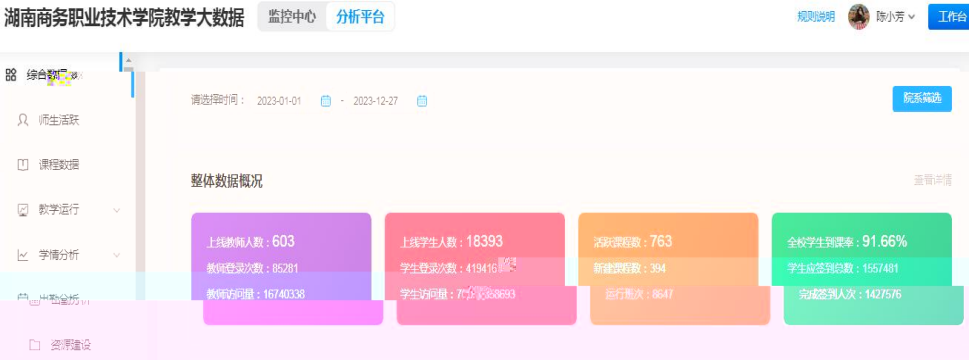 湖南商务职业技术学院教学大数据 监控中心 分析平台 规则说明 陈小芳 工作台
综合数据
请选择时间: 2023-01-01 - 2023-12-27 院系筛选
师生活跃
课程数据
整体数据概况 查看详情
教学运行
上线教师人数:603 上线学生人数:18393 活跃课程数:763 全校学生到课率:91.66%
学情分析
教师登录次数:85281 学生登录次数: 新建课程数:394 学生应签到总数:1557481
教师访问量:16740338 学生访问量: 运行班次:8647 完成签到人次:1427576
出勤分析
资源建设